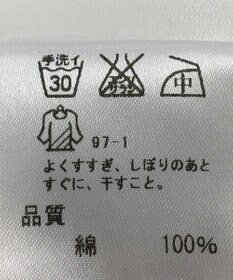 手洗イ
30 エンソサラシ 中
97-1
よくすすぎ、しぼりのあと
すぐに、干すこと。
品質
綿 100%